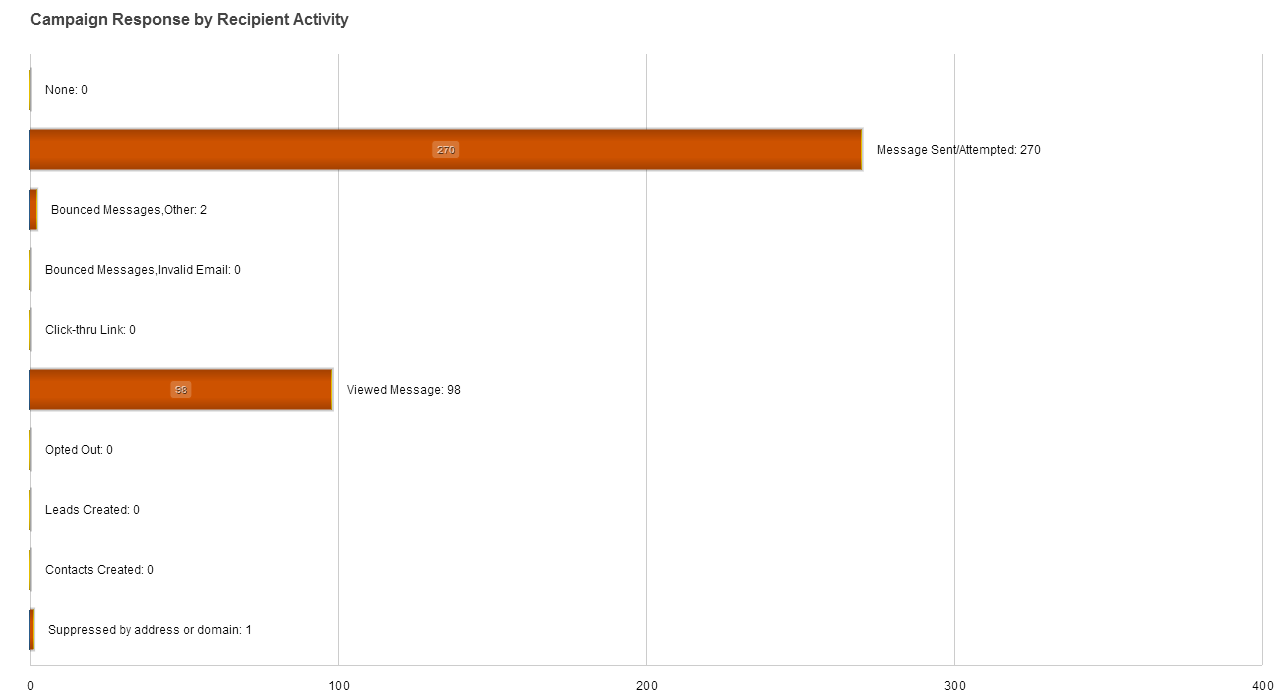 Campaign Response by Recipient Activity
None: 0
270
Message Sent/Attempted: 270
Bounced Messages,Other: 2
Bounced Messages,Invalid Email: 0
Click-thru Link: 0
98
Viewed Message: 98
Opted Out: 0
Leads Created: 0
Contacts Created: 0
Suppressed by address or domain: 1
0 100 200 300 400